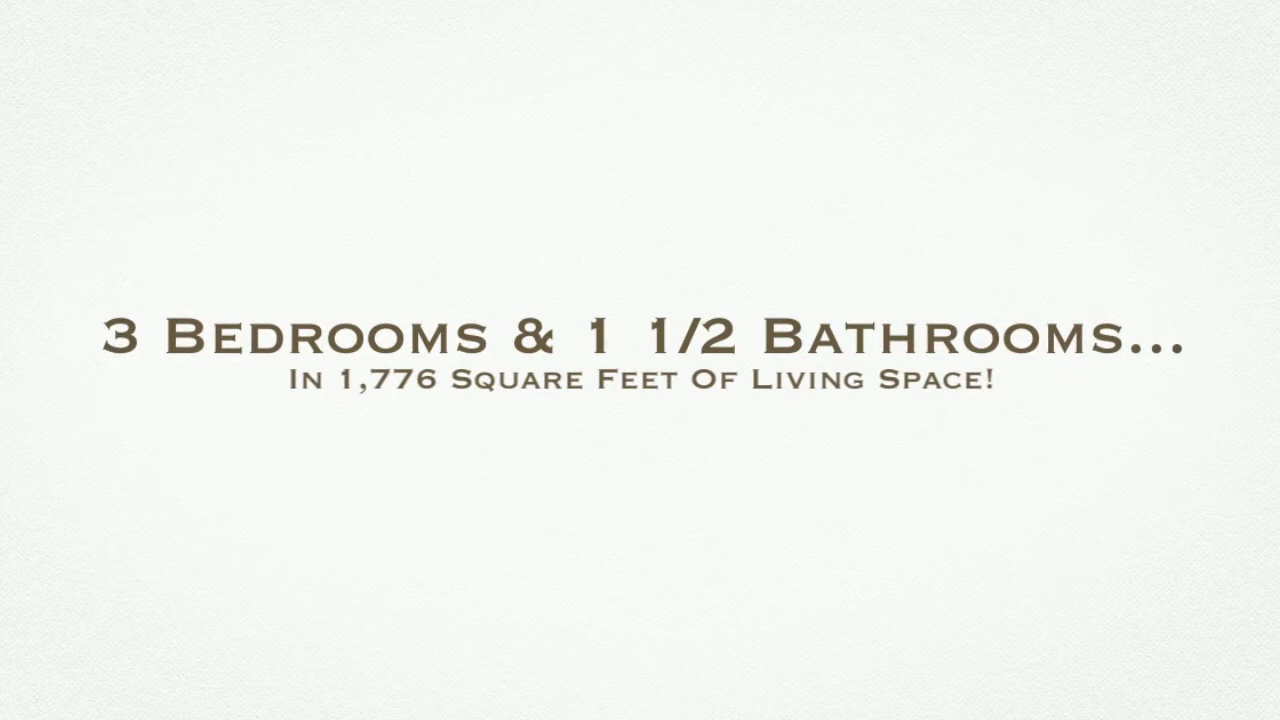 3 Bedrooms & 1 1/2 Bathrooms...
In 1,776 Square Feet Of Living Space!